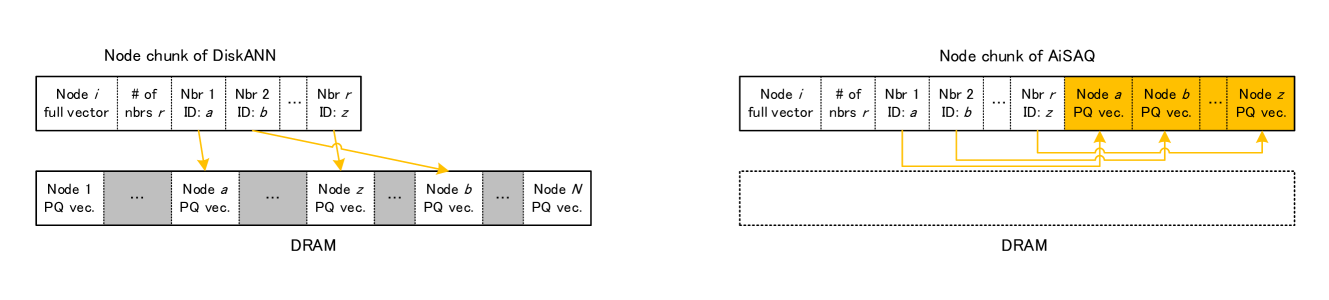 Node chunk of DiskANN
Node i full vector
# of nbrs r
Nbr 1 ID: a
Nbr 2 ID: b
...
Nbr r ID: z
Node 1 PQ vec.
...
Node a PQ vec.
...
Node z PQ vec.
...
Node b PQ vec.
...
Node N PQ vec.
DRAM
Node chunk of AiSAQ
Node i full vector
# of nbrs r
Nbr 1 ID: a
Nbr 2 ID: b
...
Nbr r ID: z
Node a PQ vec.
Node b PQ vec.
...
Node z PQ vec.
DRAM